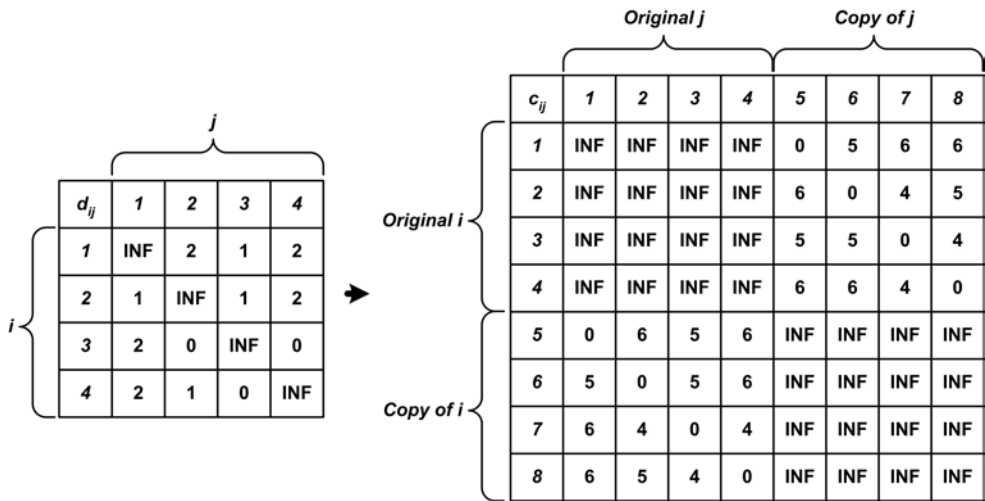 Original j Copy of j
c_ij 1 2 3 4 5 6 7 8
1 INF INF INF INF 0 5 6 6
2 INF INF INF INF 6 0 4 5
3 INF INF INF INF 5 5 0 4
4 INF INF INF INF 6 6 4 0
5 0 6 5 6 INF INF INF INF
6 5 0 5 6 INF INF INF INF
7 6 4 0 4 INF INF INF INF
8 6 5 4 0 INF INF INF INF
Original i
Copy of i
j
d_ij 1 2 3 4
1 INF 2 1 2
2 1 INF 1 2
3 2 0 INF 0
4 2 1 0 INF
i